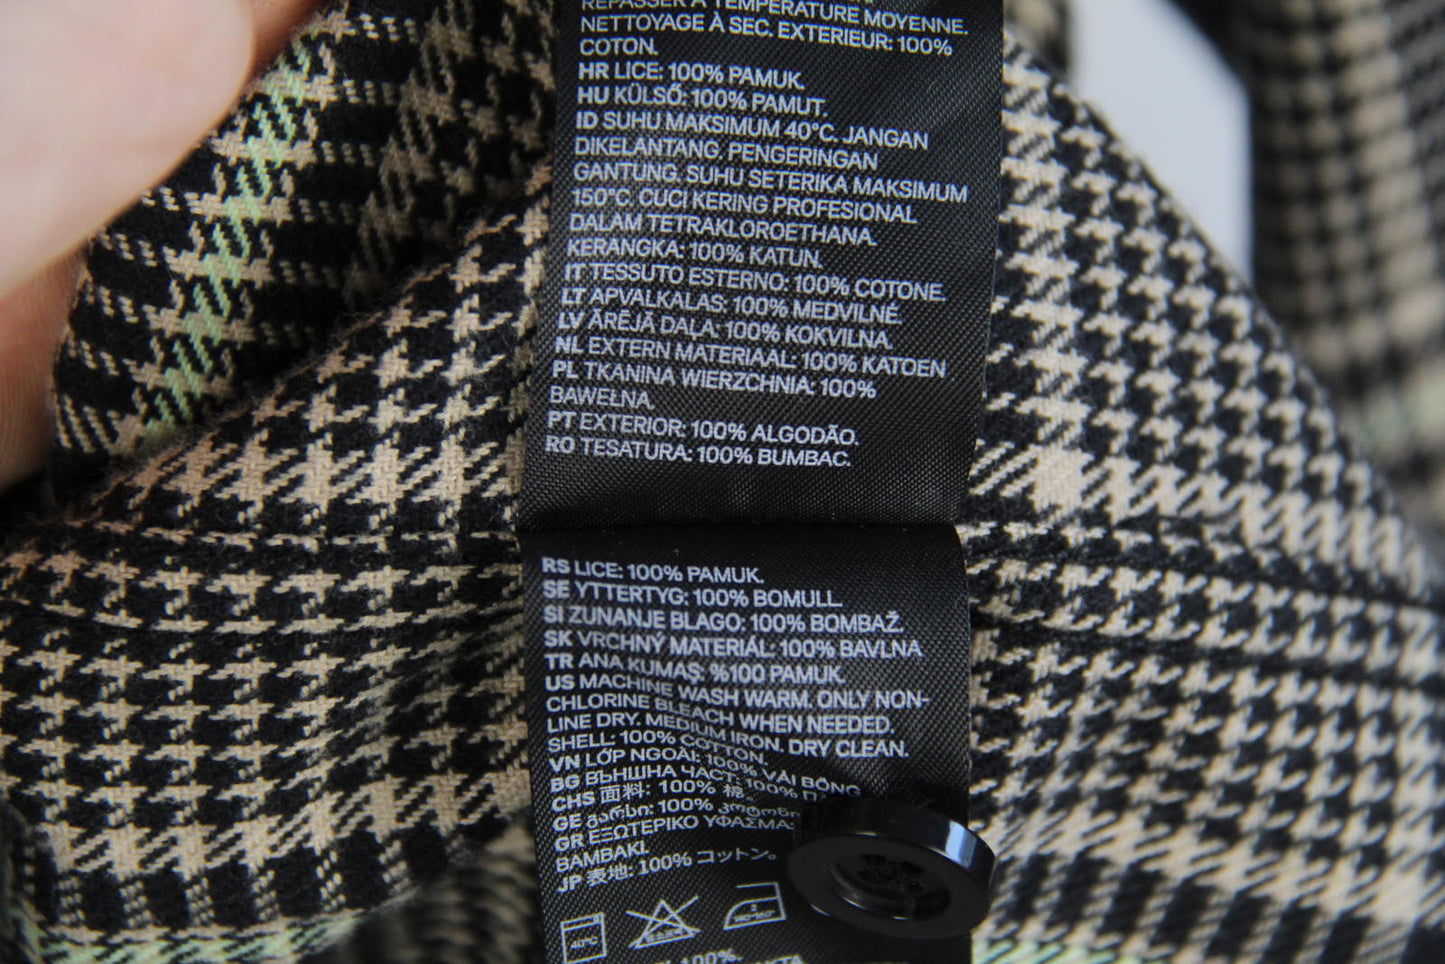 REPASSER À TEMPÉRATURE MOYENNE.
NETTOYAGE À SEC. EXTERIEUR: 100%
COTON.
HR LICE: 100% PAMUK.
HU KÜLSŐ: 100% PAMUT.
ID SUHU MAKSIMUM 40°C. JANGAN
DIKELANTANG. PENGERINGAN
GANTUNG. SUHU SETERIKA MAKSIMUM
150°C. CUCI KERING PROFESIONAL
DALAM TETRAKLOROETHANA.
KERANGKA: 100% KATUN.
IT TESSUTO ESTERNO: 100% COTONE.
LT APVALKALAS: 100% MEDVILNĖ.
LV ĀRĒJĀ DAĻA: 100% KOKVILNA.
NL EXTERN MATERIAAL: 100% KATOEN
PL TKANINA WIERZCHNIA: 100%
BAWEŁNA.
PT EXTERIOR: 100% ALGODÃO.
RO TESATURA: 100% BUMBAC.
RS LICE: 100% PAMUK.
SE YTTERTYG: 100% BOMULL
SI ZUNANJE BLAGO: 100% BOMBAŽ.
SK VRCHNÝ MATERIÁL: 100% BAVLNA
TR ANA KUMAŞ: %100 PAMUK.
US MACHINE WASH WARM. ONLY NON-
CHLORINE BLEACH WHEN NEEDED.
LINE DRY. MEDIUM IRON. DRY CLEAN.
SHELL: 100% COTTON.
VN LỚP NGOÀI: 100% VẢI BÔNG
BG ВЪНШНА ЧАСТ: 100%
CHS 面料: 100% 棉
GE გარსი: 100%
GR ΕΞΩΤΕΡΙΚΟ ΥΦΑΣΜΑ:
ΒΑΜΒΑΚΙ.
JP 表地: 100% コットン。
40°C
100%.